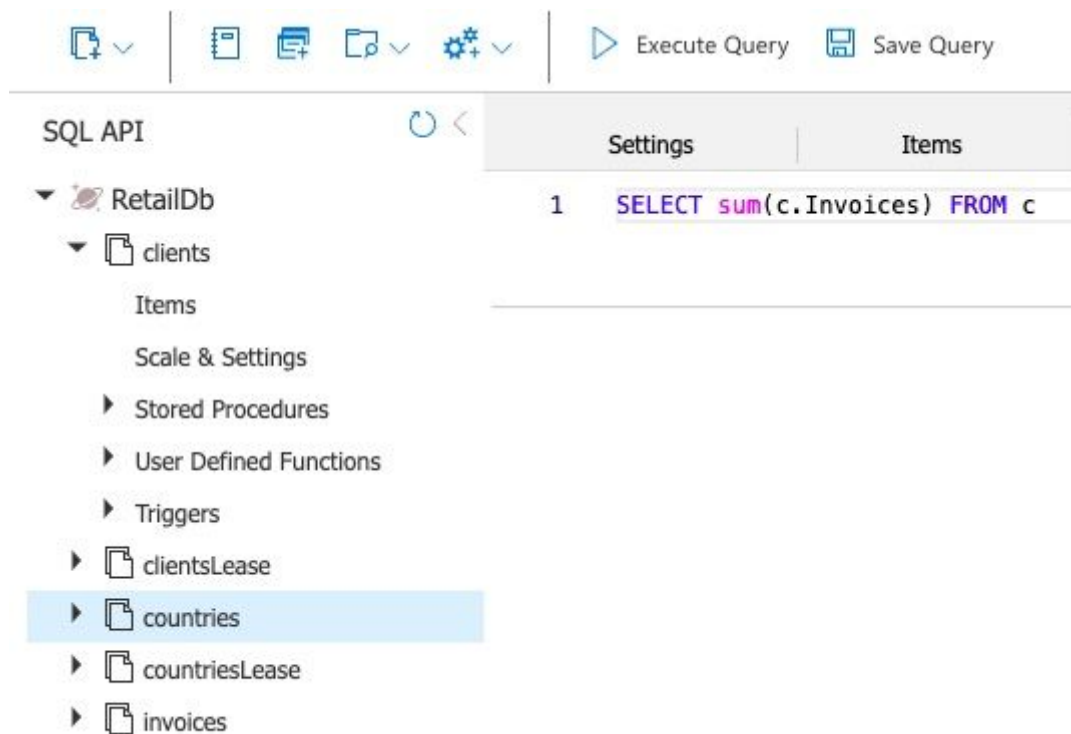 Execute Query Save Query
SQL API
Settings Items
RetailDb
1 SELECT sum(c.Invoices) FROM c
clients
Items
Scale & Settings
Stored Procedures
User Defined Functions
Triggers
clientsLease
countries
countriesLease
invoices